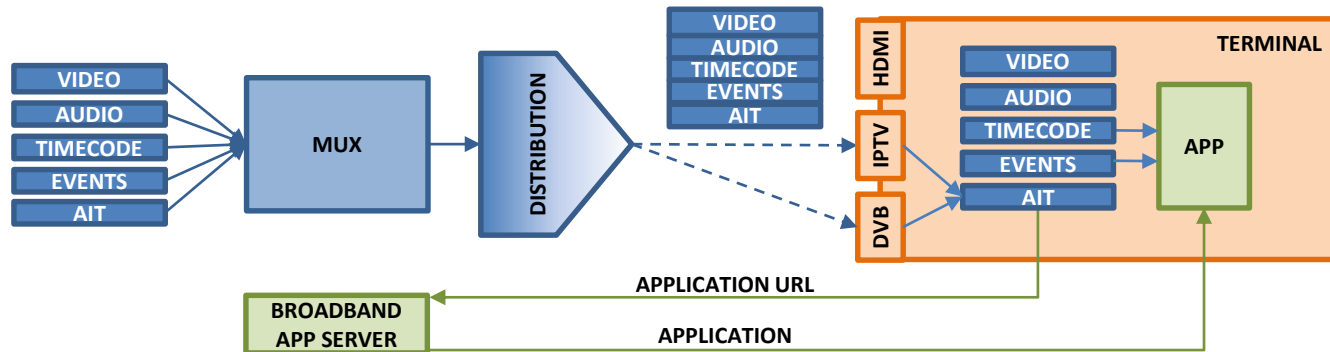 VIDEO
AUDIO
TIMECODE
EVENTS
AIT
MUX
DISTRIBUTION
VIDEO
AUDIO
TIMECODE
EVENTS
AIT
HDMI
IPTV
DVB
TERMINAL
VIDEO
AUDIO
TIMECODE
EVENTS
AIT
APP
APPLICATION URL
BROADBAND
APP SERVER
APPLICATION